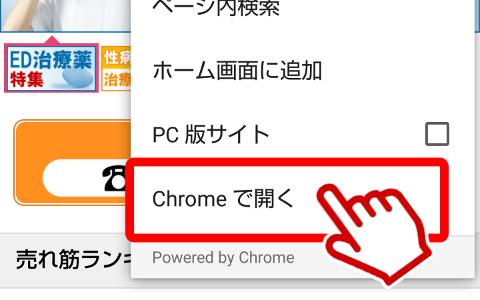 ページ内検索
ED治療薬
特集
性病
治療
ホーム画面に追加
PC 版サイト
Chrome で開く
売れ筋ラン
Powered by Chrome